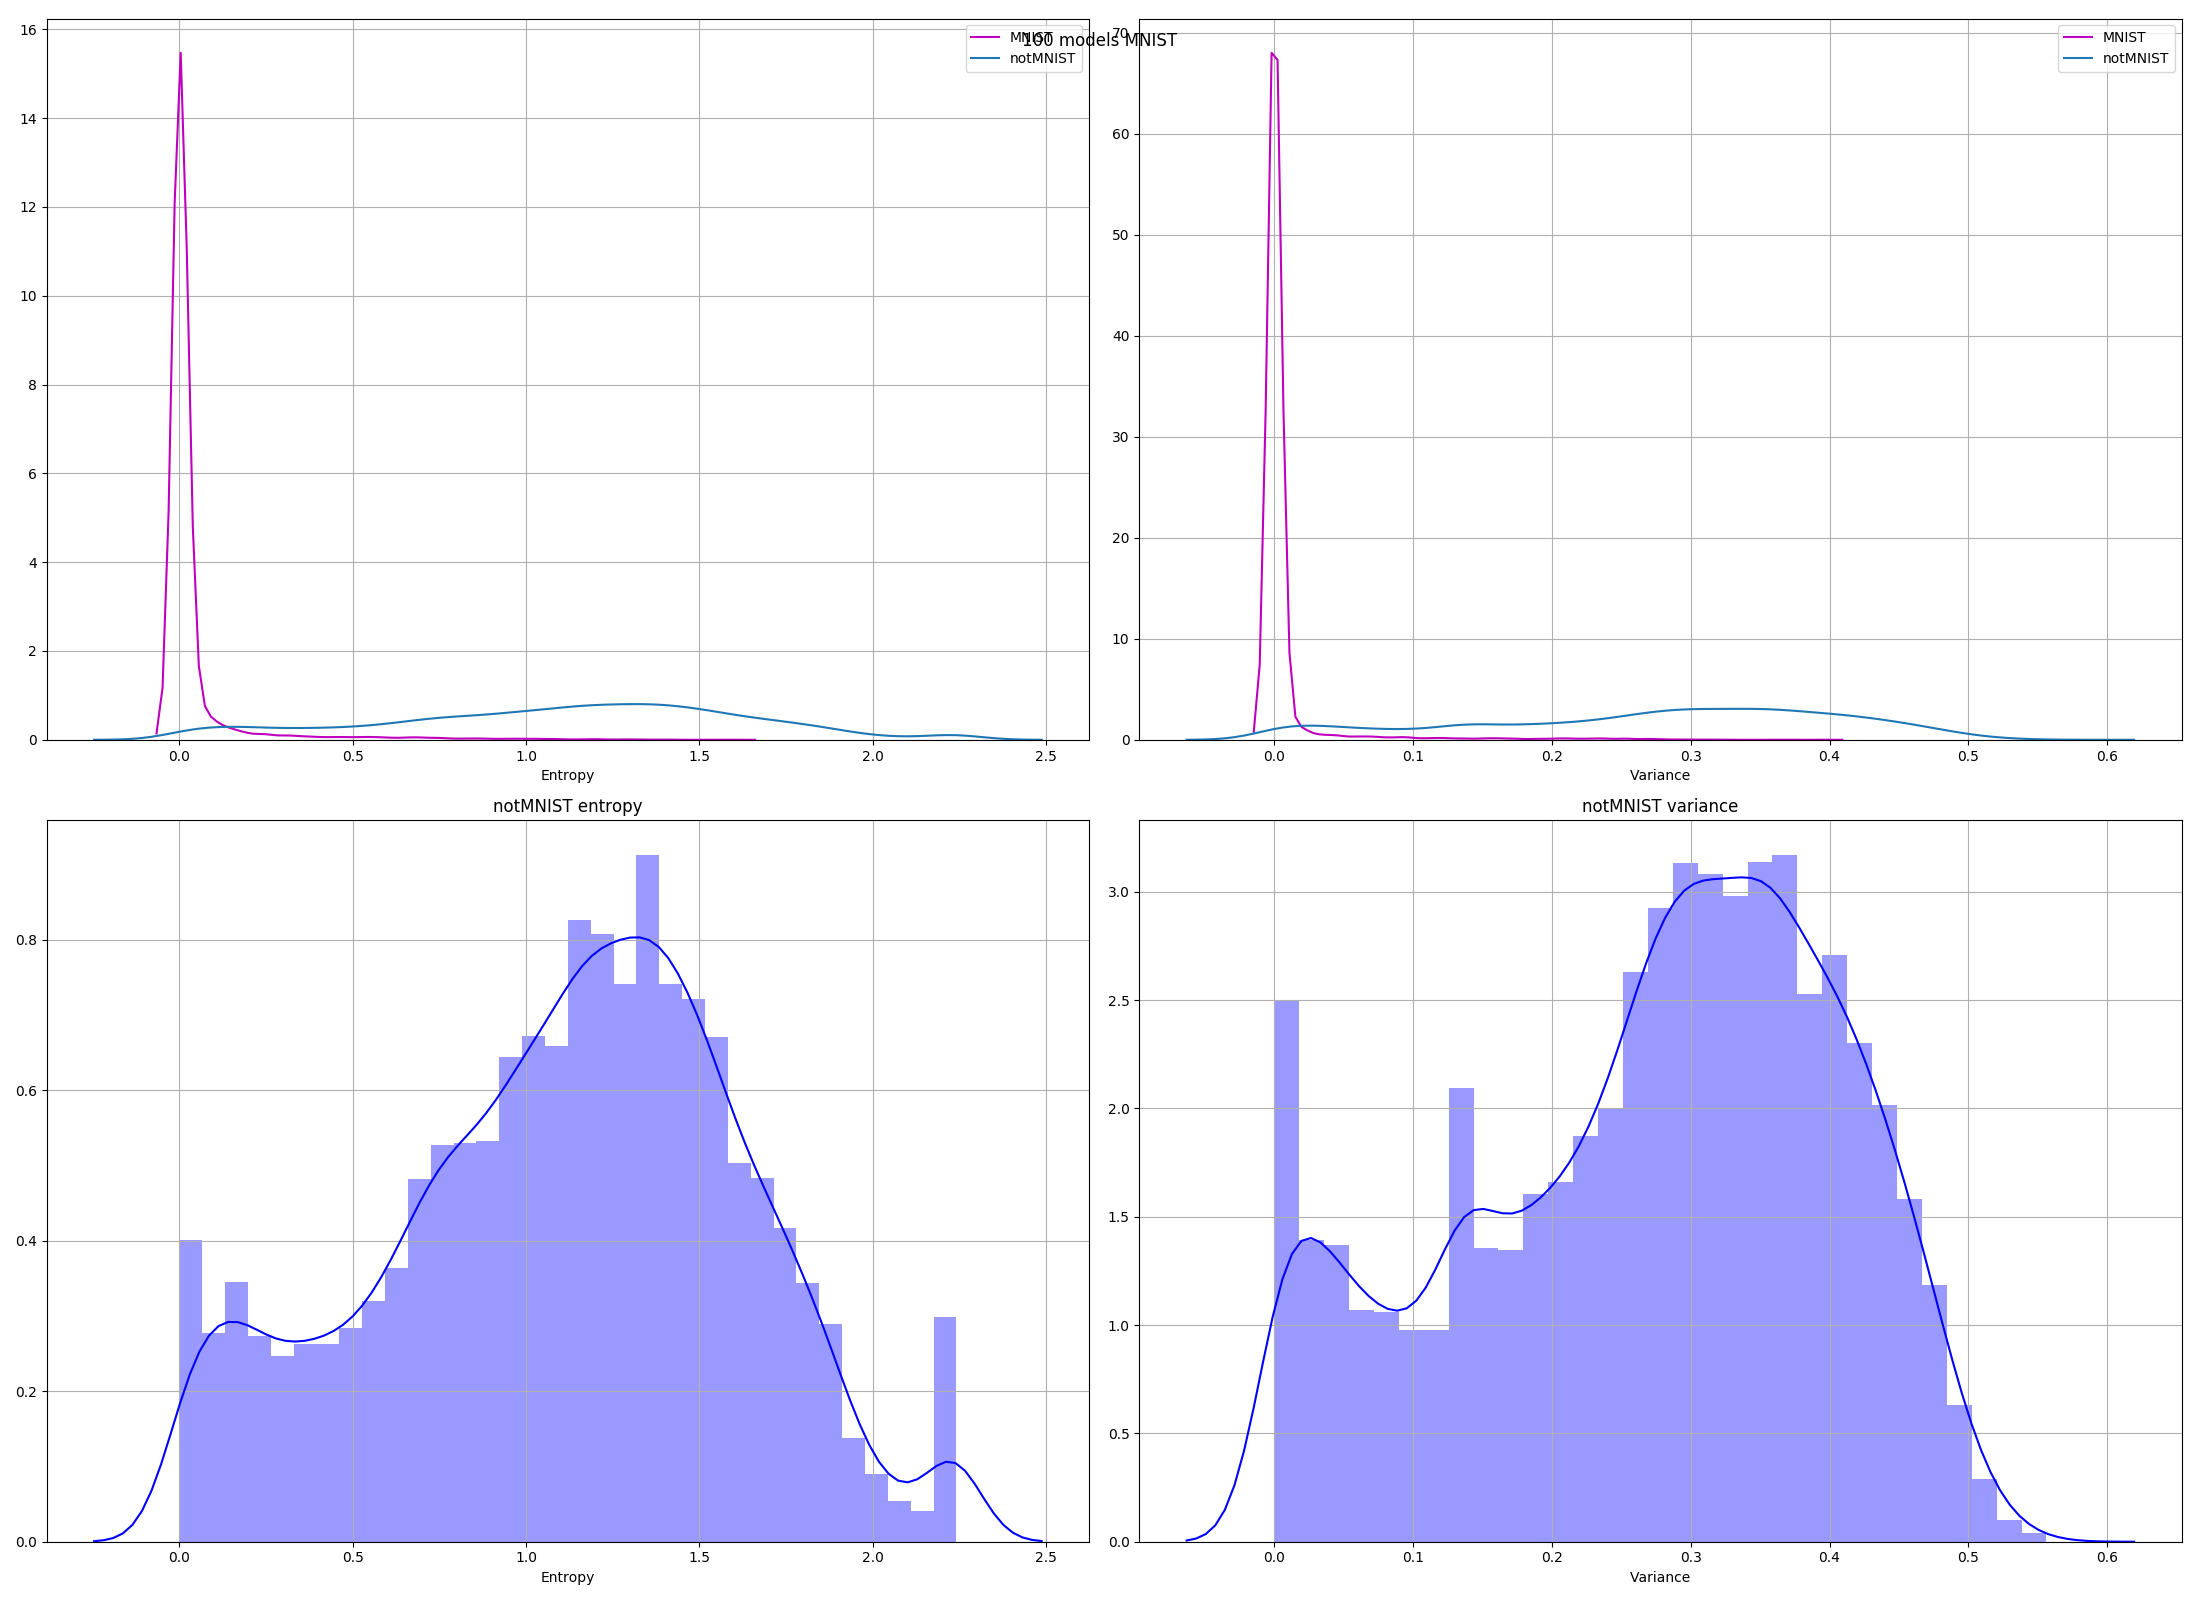 100 models MNIST
16
14
12
10
8
6
4
2
0
MNIST
notMNIST
0.0 0.5 1.0 1.5 2.0 2.5
Entropy
70
60
50
40
30
20
10
0
MNIST
notMNIST
0.0 0.1 0.2 0.3 0.4 0.5 0.6
Variance
notMNIST entropy
0.8
0.6
0.4
0.2
0.0
0.0 0.5 1.0 1.5 2.0 2.5
Entropy
notMNIST variance
3.0
2.5
2.0
1.5
1.0
0.5
0.0
0.0 0.1 0.2 0.3 0.4 0.5 0.6
Variance